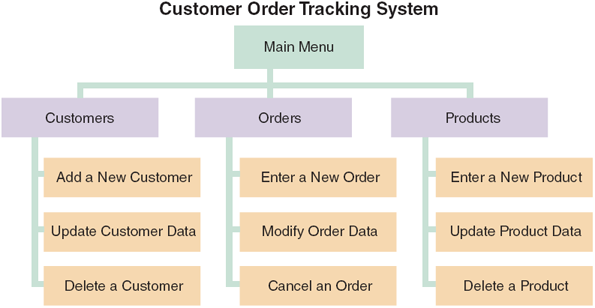 Customer Order Tracking System
Main Menu
Customers
Orders
Products
Add a New Customer
Enter a New Order
Enter a New Product
Update Customer Data
Modify Order Data
Update Product Data
Delete a Customer
Cancel an Order
Delete a Product